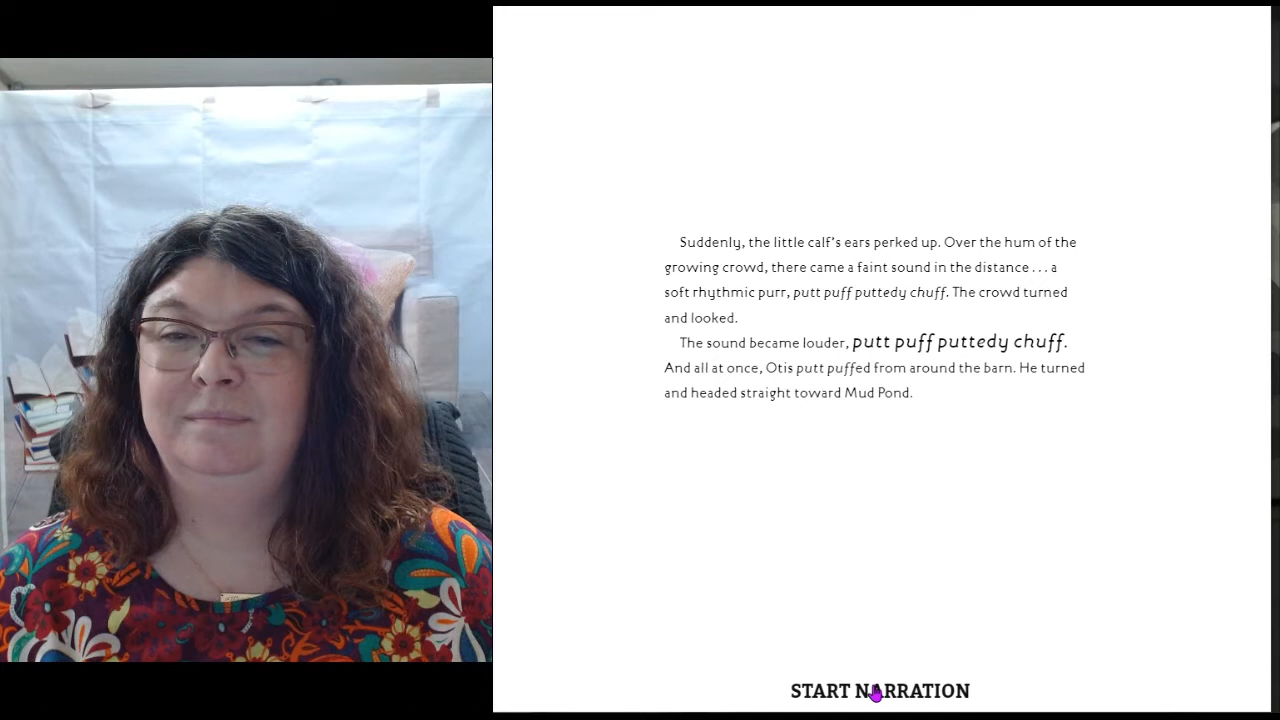 Suddenly, the little calf's ears perked up. Over the hum of the
growing crowd, there came a faint sound in the distance . . . a
soft rhythmic purr, putt puff puttedy chuff. The crowd turned
and looked.
The sound became louder, putt puff puttedy chuff.
And all at once, Otis putt puffed from around the barn. He turned
and headed straight toward Mud Pond.
START NARRATION